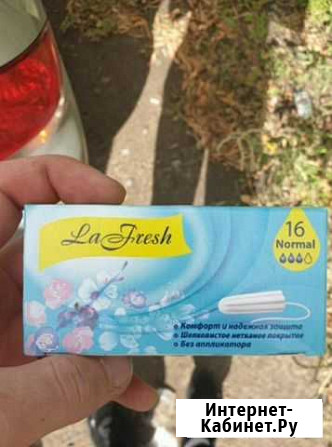 La Fresh
16
Normal
Комфорт и надежная защита
Шелковистое нетканое покрытие
Без аппликатора
Интернет-
Кабинет.Ру